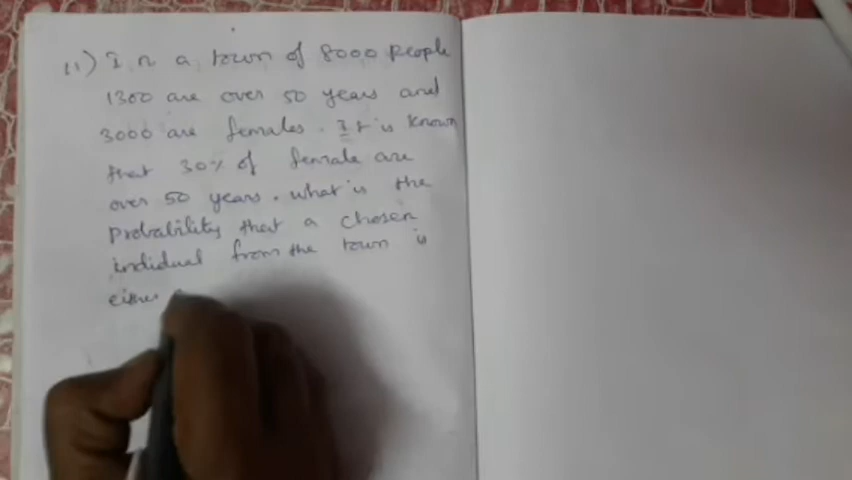 11) In a town of 8000 people
1300 are over 50 years and
3000 are females. It is known
that 30% of female are
over 50 years. what is the
probability that a chosen
indidual from the town is